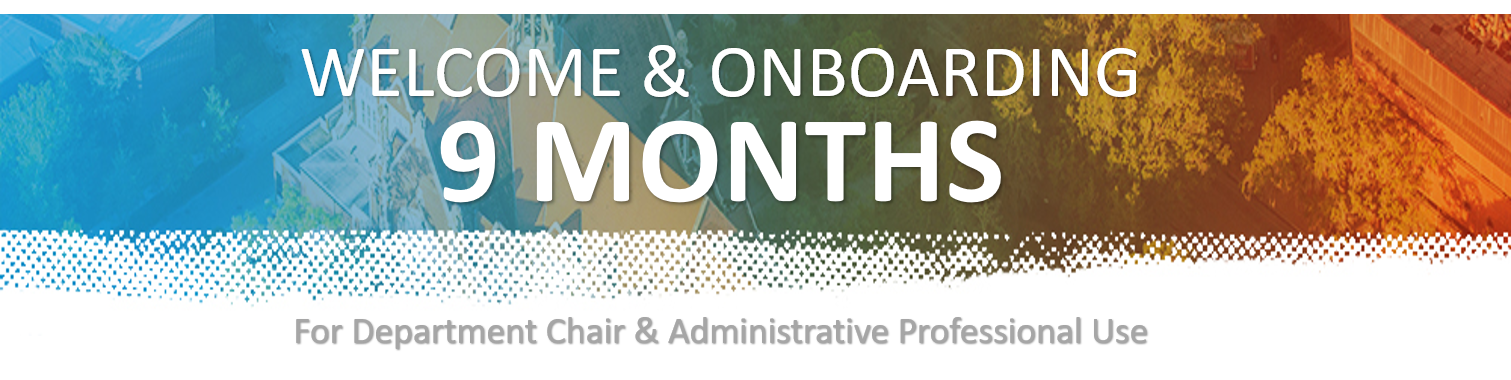 WELCOME & ONBOARDING
9 MONTHS
For Department Chair & Administrative Professional Use